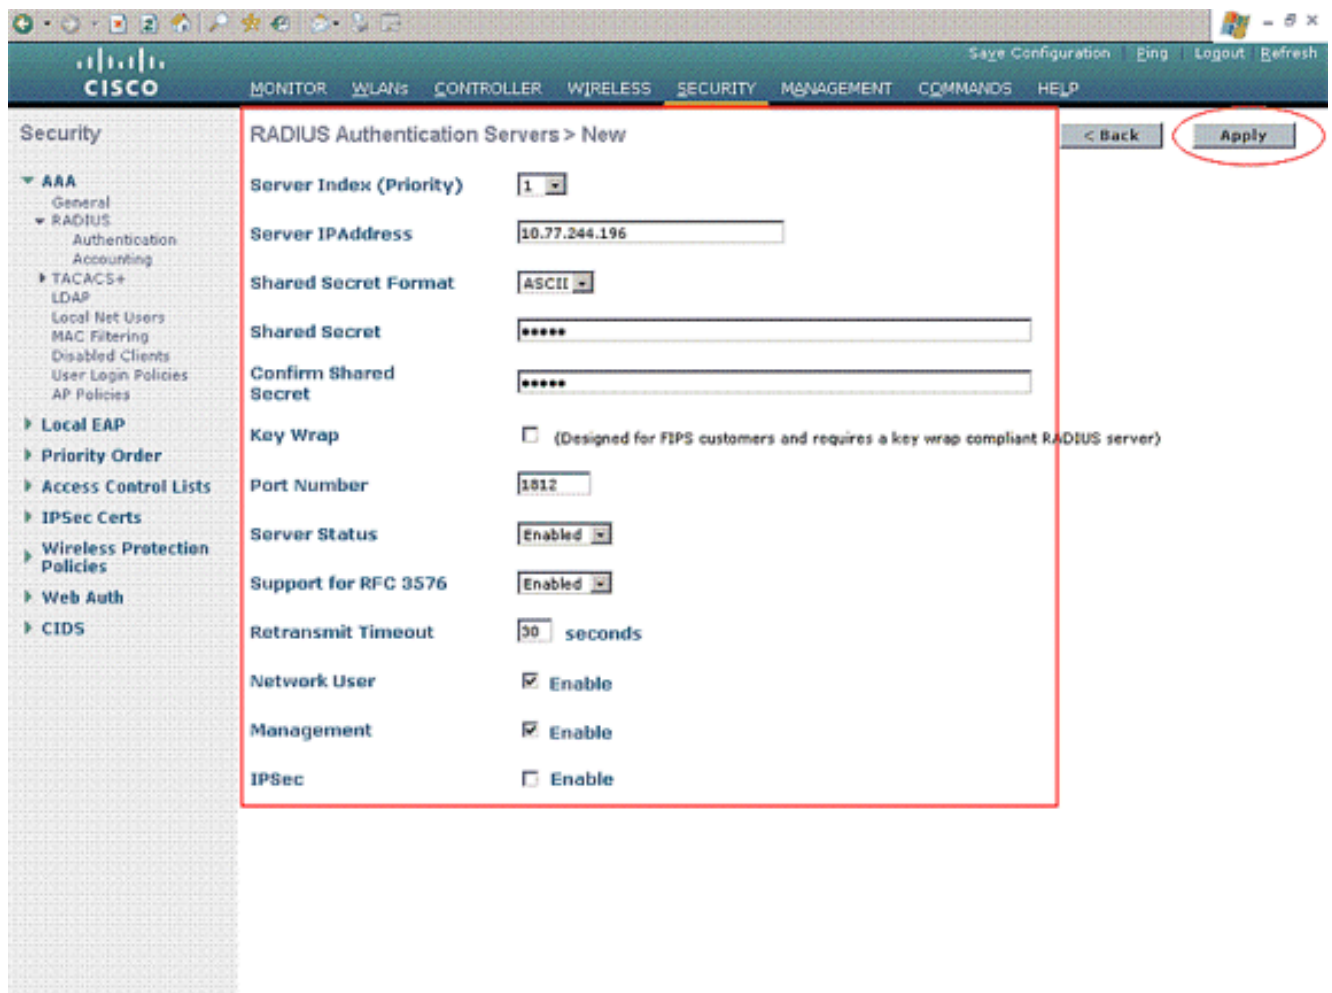 Save Configuration Ping Logout Refresh
CISCO
MONITOR WLANs CONTROLLER WIRELESS SECURITY MANAGEMENT COMMANDS HELP
Security
AAA
General
RADIUS
Authentication
Accounting
TACACS+
LDAP
Local Net Users
MAC Filtering
Disabled Clients
User Login Policies
AP Policies
Local EAP
Priority Order
Access Control Lists
IPSec Certs
Wireless Protection
Policies
Web Auth
CIDS
RADIUS Authentication Servers > New
< Back
Apply
Server Index (Priority) 1
Server IPAddress 10.77.244.196
Shared Secret Format ASCII
Shared Secret •••••
Confirm Shared
Secret •••••
Key Wrap (Designed for FIPS customers and requires a key wrap compliant RADIUS server)
Port Number 1812
Server Status Enabled
Support for RFC 3576 Enabled
Retransmit Timeout 30 seconds
Network User Enable
Management Enable
IPSec Enable